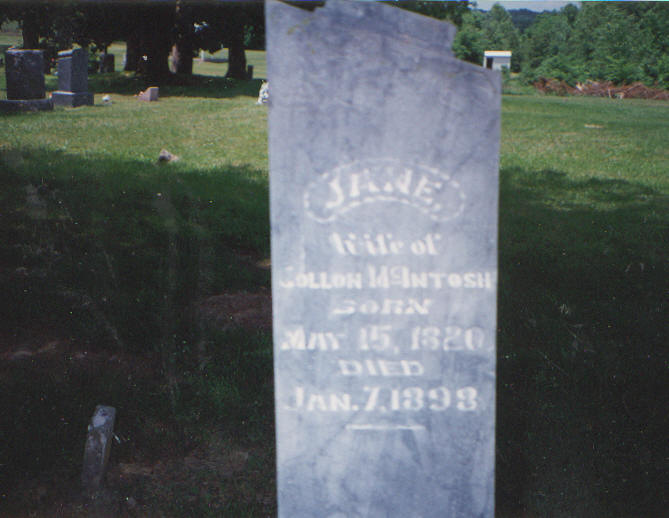 JANE,
Wife of
Collon McIntosh
BORN
May 15, 1820,
DIED
Jan. 7, 1898